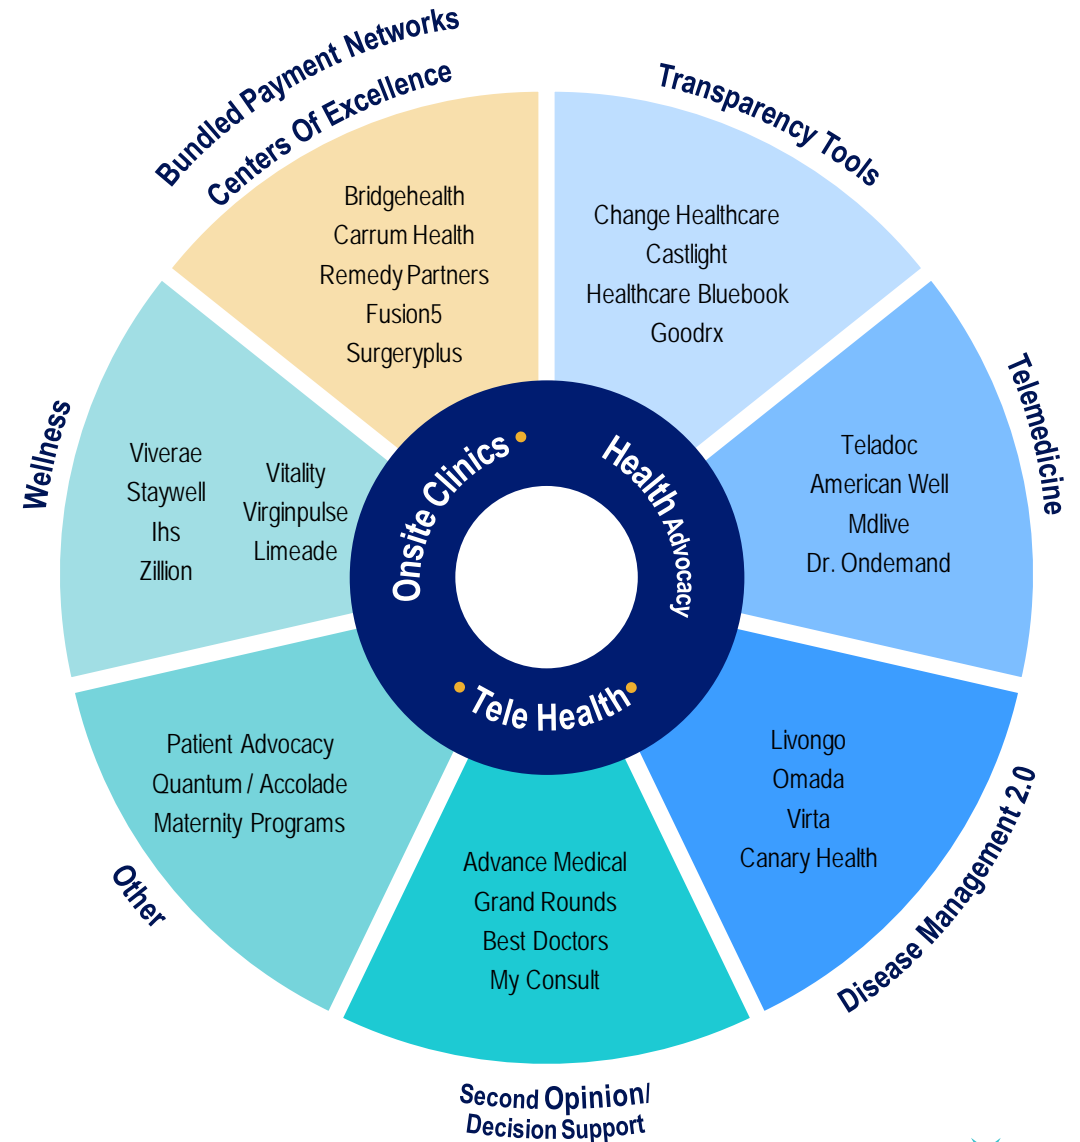 Bundled Payment Networks
Centers Of Excellence
Bridgehealth
Carrum Health
Remedy Partners
Fusion5
Surgeryplus
Transparency Tools
Change Healthcare
Castlight
Healthcare Bluebook
Goodrx
Telemedicine
Teladoc
American Well
Mdlive
Dr. Ondemand
Disease Management 2.0
Livongo
Omada
Virta
Canary Health
Second Opinion/
Decision Support
Advance Medical
Grand Rounds
Best Doctors
My Consult
Other
Patient Advocacy
Quantum / Accolade
Maternity Programs
Wellness
Viverae
Staywell
Ihs
Zillion
Vitality
Virginpulse
Limeade
Onsite Clinics
Health Advocacy
Tele Health